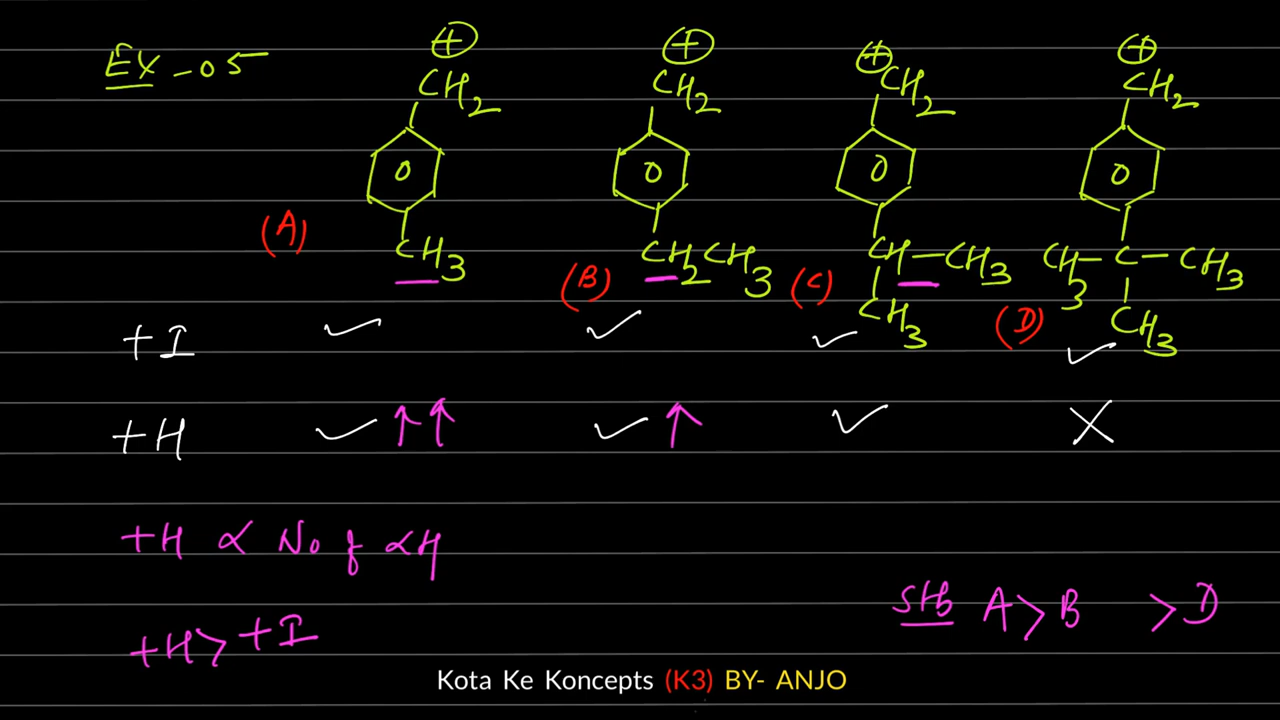 EX-05
⊕ ⊕ ⊕ ⊕
CH2 CH2 CH2 CH2
(A) CH3 (B) CH2CH3 (C) CH-CH3 (D) CH3-C-CH3
CH3 CH3
+I ✓ ✓ ✓ ✓
+H ✓↑↑ ✓↑ ✓ ✗
+H ∝ No of αH
Stb A > B > D
+H > +I
Kota Ke Koncepts (K3) BY- ANJO